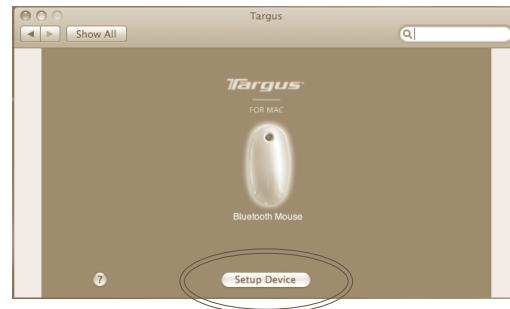 Targus
Show All
Targus
FOR MAC
Bluetooth Mouse
?
Setup Device